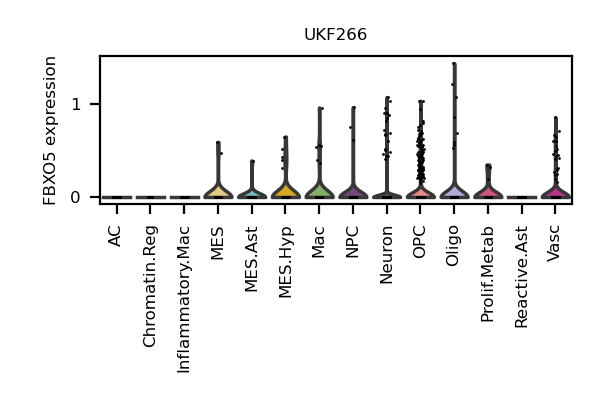 UKF266
FBXO5 expression
1
0
AC
Chromatin.Reg
Inflammatory.Mac
MES
MES.Ast
MES.Hyp
Mac
NPC
Neuron
OPC
Oligo
Prolif.Metab
Reactive.Ast
Vasc